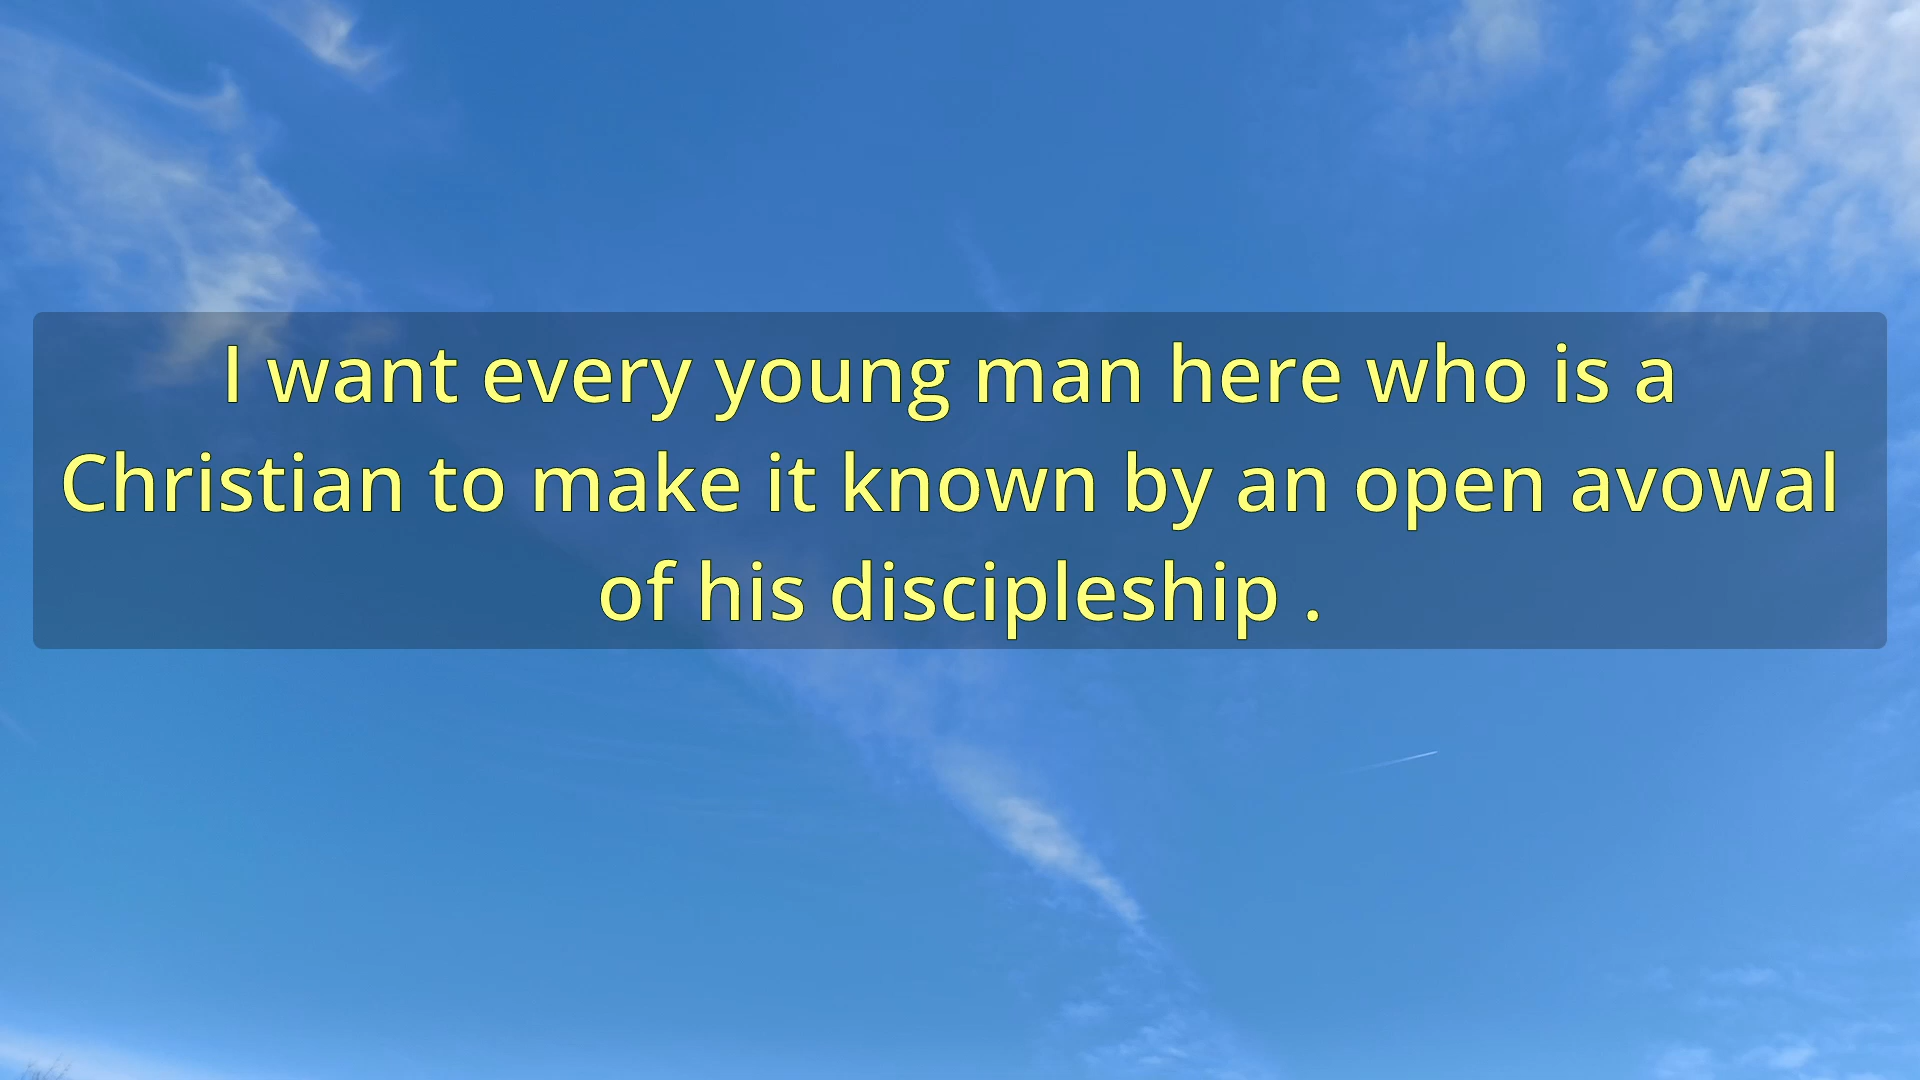 I want every young man here who is a
Christian to make it known by an open avowal
of his discipleship .